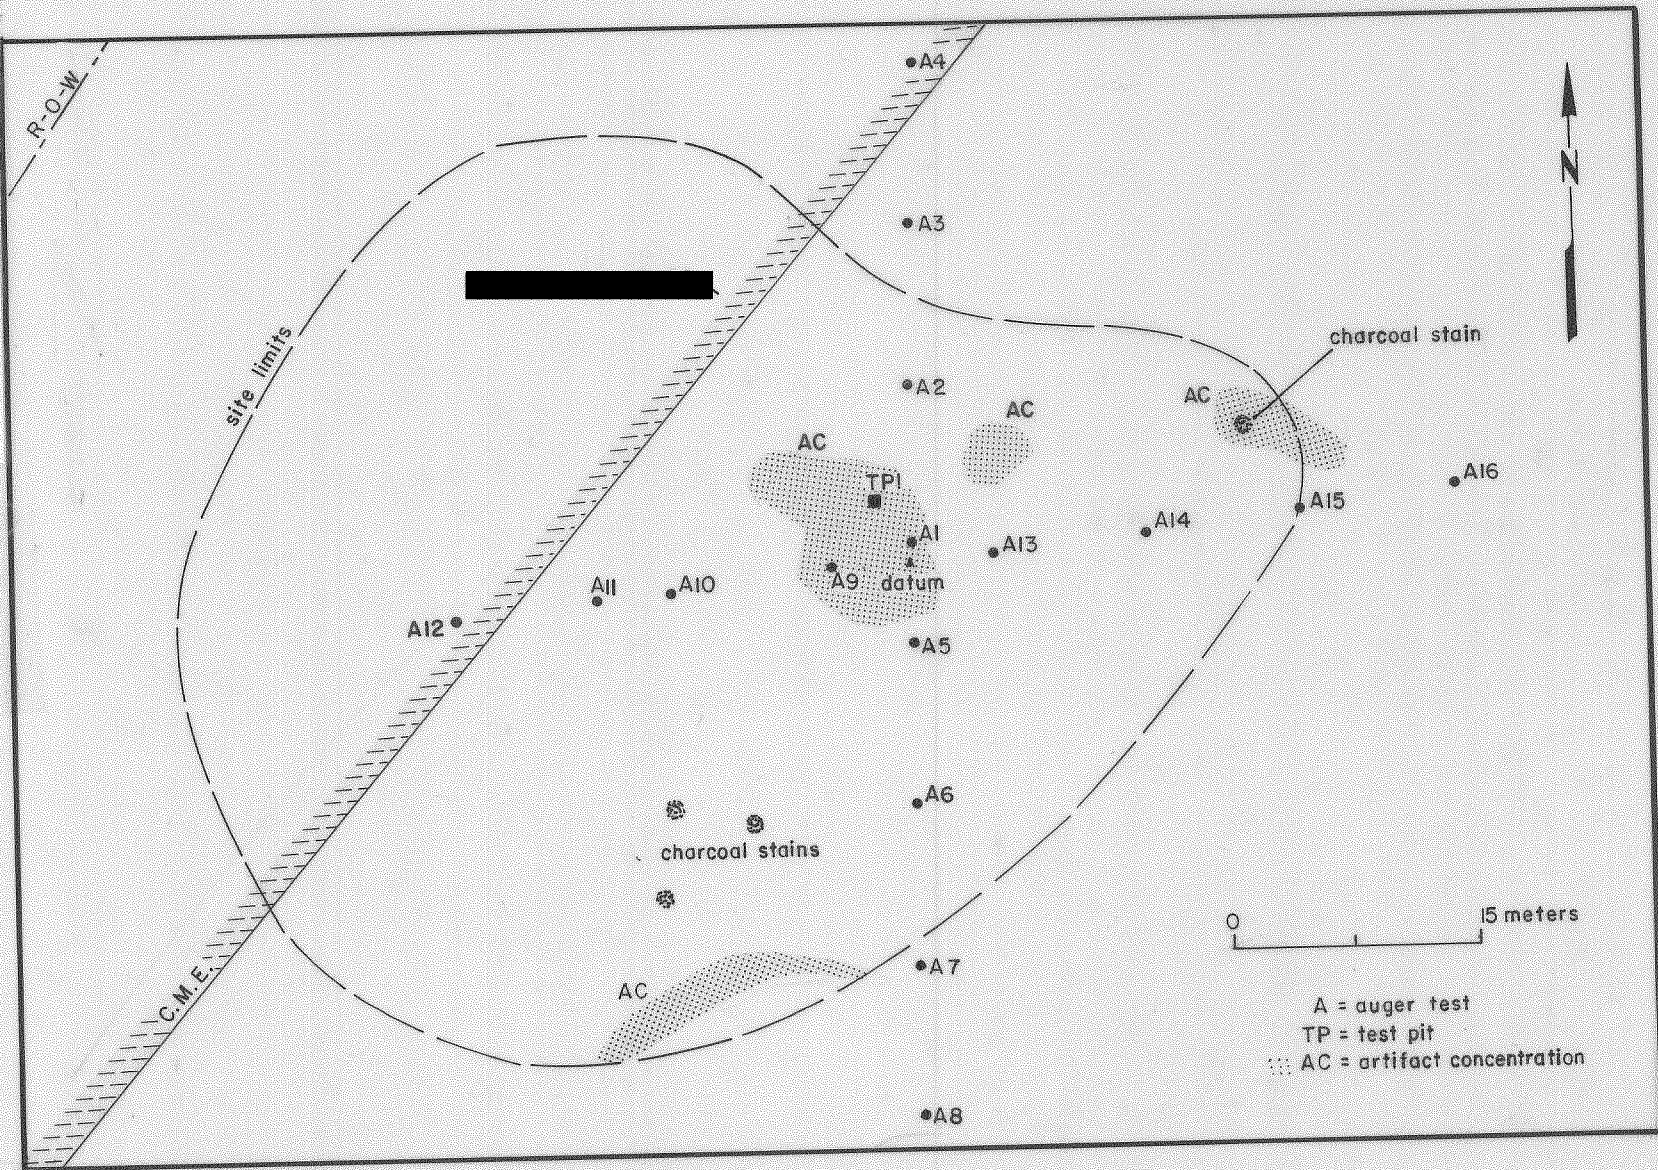 R-O-W
A4
N
A3
site limits
charcoal stain
A2
AC
AC
AC
TP1
A16
A15
A14
A1
A13
A11
A10
A9
datum
A12
A5
A6
charcoal stains
0
15 meters
A7
C.M.E.
AC
A = auger test
TP = test pit
AC = artifact concentration
A8